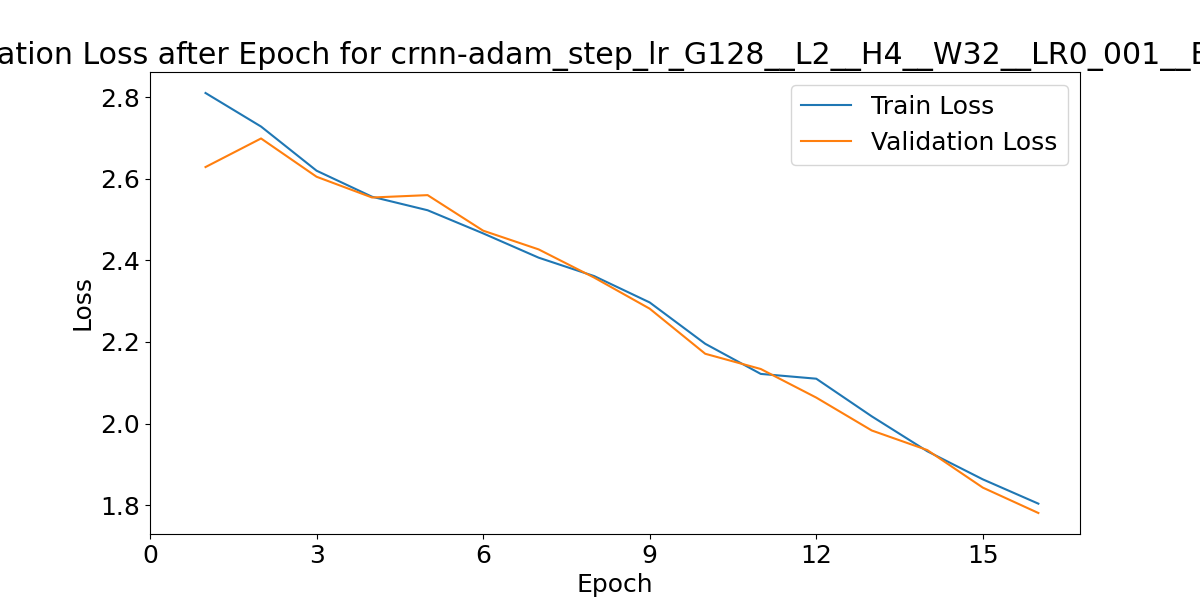 ation Loss after Epoch for crnn-adam_step_lr_G128__L2__H4__W32__LR0_001__E
Train Loss
Validation Loss
2.8
2.6
2.4
2.2
2.0
1.8
Loss
0 3 6 9 12 15
Epoch